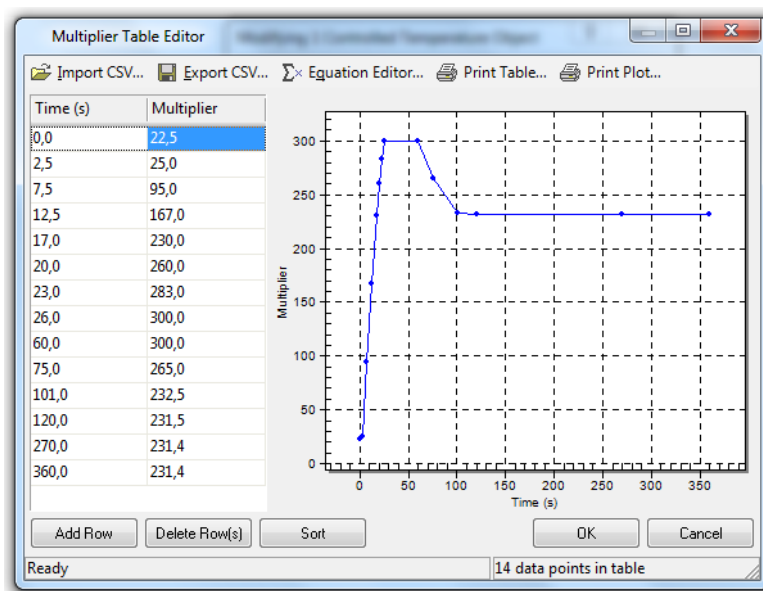 Multiplier Table Editor
Import CSV... Export CSV... Σ× Equation Editor... Print Table... Print Plot...
Time (s) Multiplier
0,0 22,5
2,5 25,0
7,5 95,0
12,5 167,0
17,0 230,0
20,0 260,0
23,0 283,0
26,0 300,0
60,0 300,0
75,0 265,0
101,0 232,5
120,0 231,5
270,0 231,4
360,0 231,4
300
250
200
150
100
50
0
Multiplier
0 50 100 150 200 250 300 350
Time (s)
Add Row Delete Row(s) Sort OK Cancel
Ready 14 data points in table